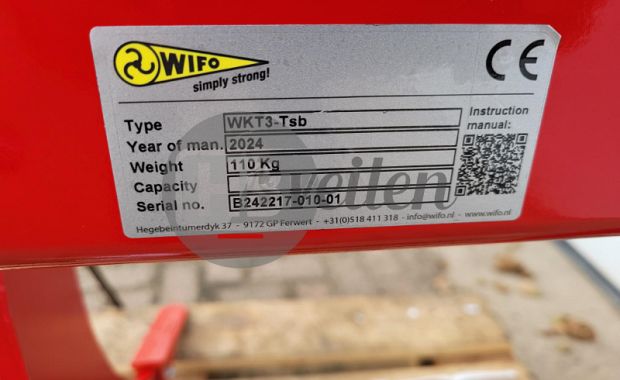 WIFO
simply strong!
CE
Instruction
manual:
Type WKT3-Tsb
Year of man. 2024
Weight 110 Kg
Capacity
Serial no. B242217-010-01
Hegebeintumerdyk 37 - 9172 GP Ferwert - +31(0)518 411 318 - info@wifo.nl - www.wifo.nl
veilen